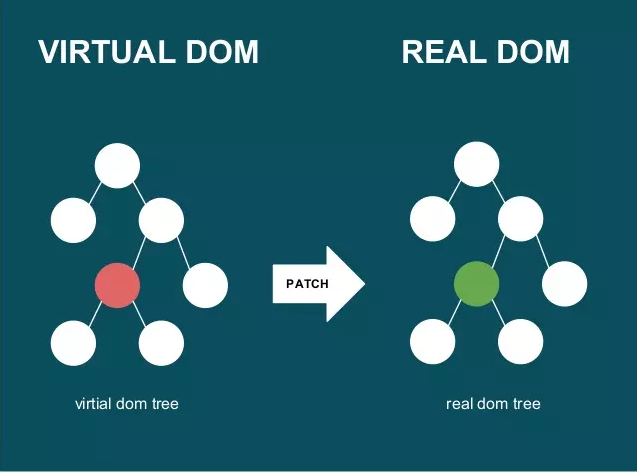 VIRTUAL DOM
REAL DOM
PATCH
virtial dom tree
real dom tree